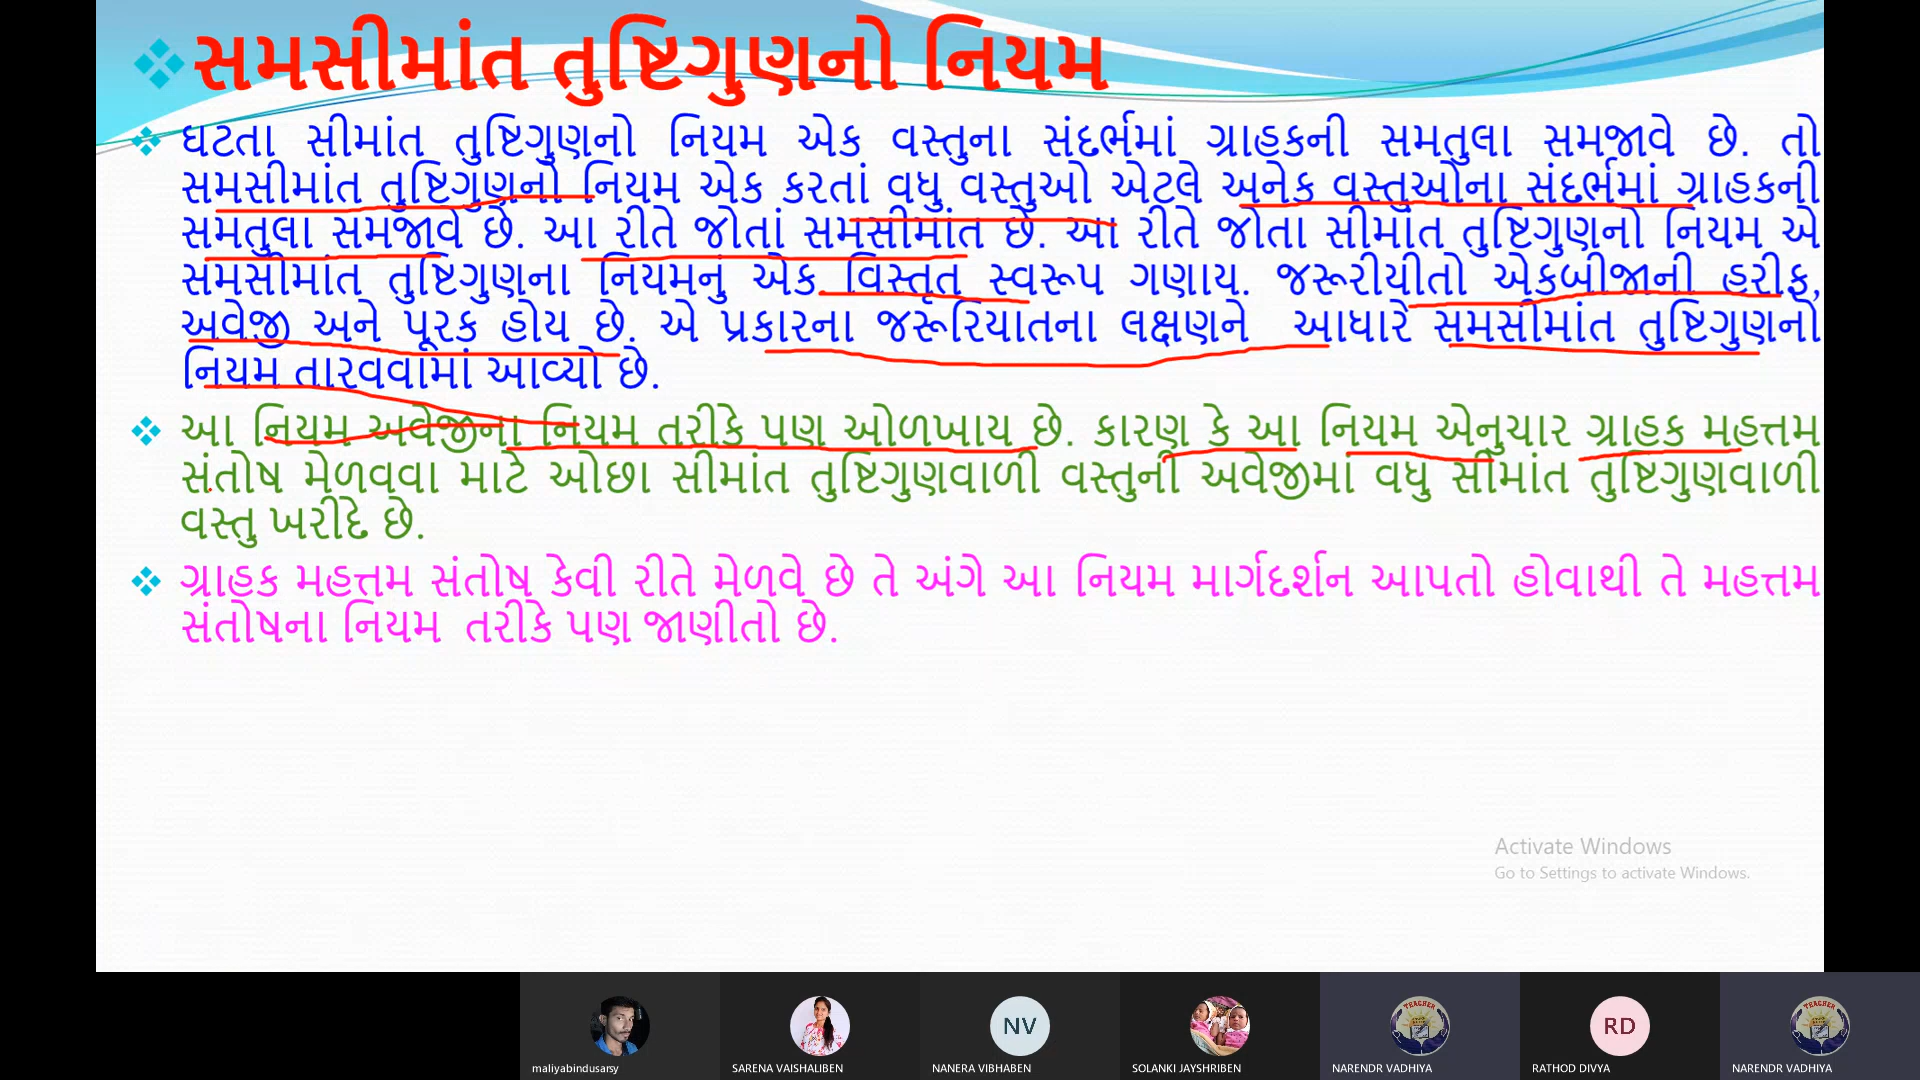 સમસીમાંત તુષ્ટિગુણનો નિયમ
ઘટતા સીમાંત તુષ્ટિગુણનો નિયમ એક વસ્તુના સંદર્ભમાં ગ્રાહકની સમતુલા સમજાવે છે. તો
સમસીમાંત તુષ્ટિગુણનો નિયમ એક કરતાં વધુ વસ્તુઓ એટલે અનેક વસ્તુઓના સંદર્ભમાં ગ્રાહકની
સમતુલા સમજાવે છે. આ રીતે જોતાં સમસીમાંત છે. આ રીતે જોતા સીમાંત તુષ્ટિગુણનો નિયમ એ
સમસીમાંત તુષ્ટિગુણના નિયમનું એક વિસ્તૃત સ્વરૂપ ગણાય. જરૂરીયીતો એકબીજાની હરીફ,
અવેજી અને પૂરક હોય છે. એ પ્રકારના જરૂરિયાતના લક્ષણને આધારે સમસીમાંત તુષ્ટિગુણનો
નિયમ તારવવામાં આવ્યો છે.
આ નિયમ અવેજીના નિયમ તરીકે પણ ઓળખાય છે. કારણ કે આ નિયમ એનુચાર ગ્રાહક મહત્તમ
સંતોષ મેળવવા માટે ઓછા સીમાંત તુષ્ટિગુણવાળી વસ્તુની અવેજીમાં વધુ સીમાંત તુષ્ટિગુણવાળી
વસ્તુ ખરીદે છે.
ગ્રાહક મહત્તમ સંતોષ કેવી રીતે મેળવે છે તે અંગે આ નિયમ માર્ગદર્શન આપતો હોવાથી તે મહત્તમ
સંતોષના નિયમ તરીકે પણ જાણીતો છે.
Activate Windows
Go to Settings to activate Windows.
NV
RD
TEACHER
TEACHER
maliyabindusarsy
SARENA VAISHALIBEN
NANERA VIBHABEN
SOLANKI JAYSHRIBEN
NARENDR VADHIYA
RATHOD DIVYA
NARENDR VADHIYA